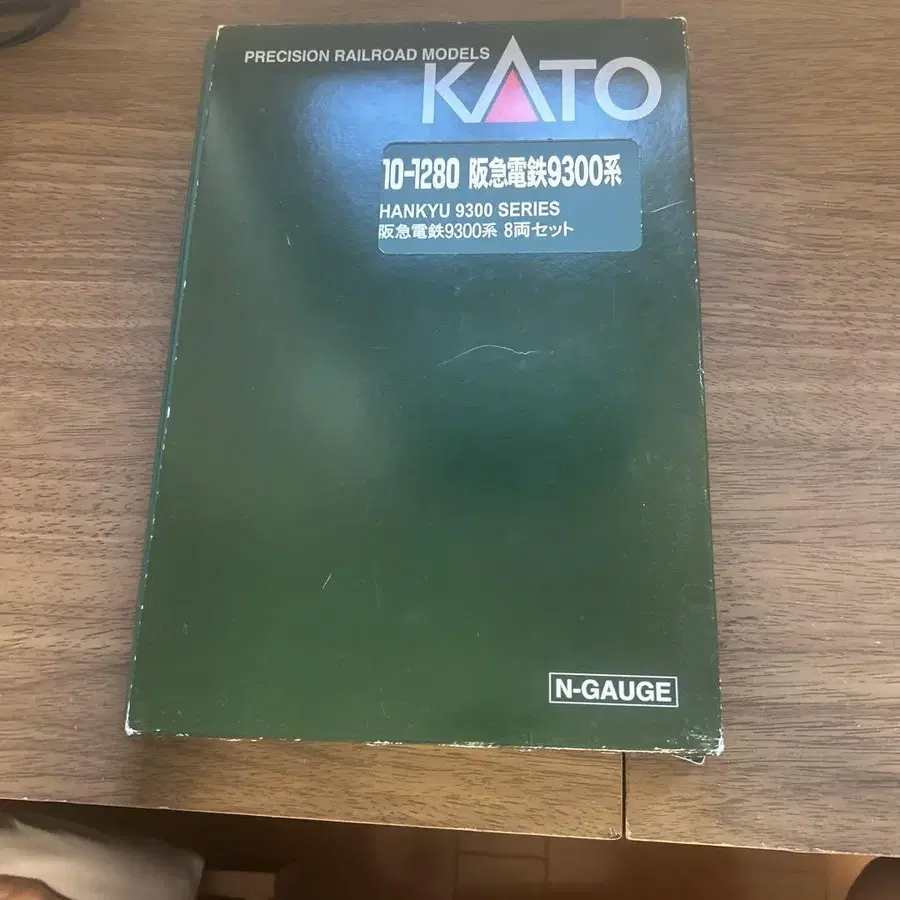 PRECISION RAILROAD MODELS
KATO
10-1280 阪急電鉄9300系
HANKYU 9300 SERIES
阪急電鉄9300系 8両セット
N-GAUGE